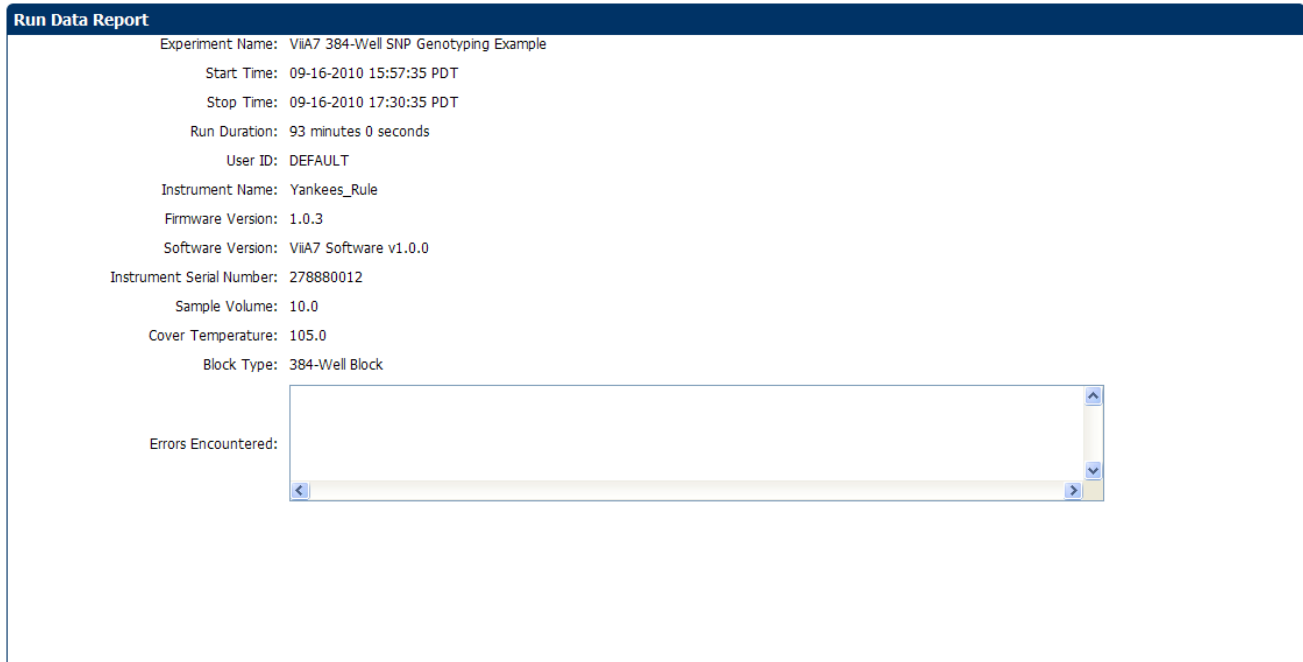 Run Data Report
Experiment Name: ViiA7 384-Well SNP Genotyping Example
Start Time: 09-16-2010 15:57:35 PDT
Stop Time: 09-16-2010 17:30:35 PDT
Run Duration: 93 minutes 0 seconds
User ID: DEFAULT
Instrument Name: Yankees_Rule
Firmware Version: 1.0.3
Software Version: ViiA7 Software v1.0.0
Instrument Serial Number: 278880012
Sample Volume: 10.0
Cover Temperature: 105.0
Block Type: 384-Well Block
Errors Encountered: